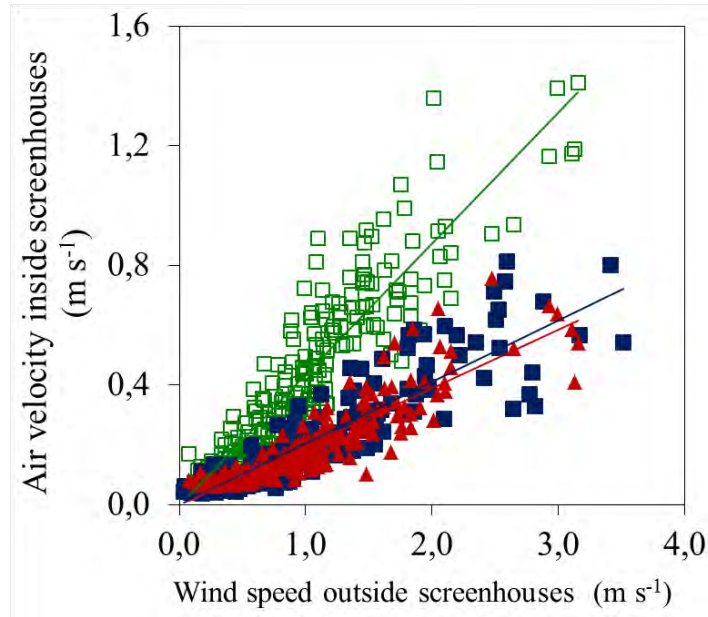 Air velocity inside screenhouses
(m s⁻¹)
1,6
1,2
0,8
0,4
0,0
0,0 1,0 2,0 3,0 4,0
Wind speed outside screenhouses (m s⁻¹)